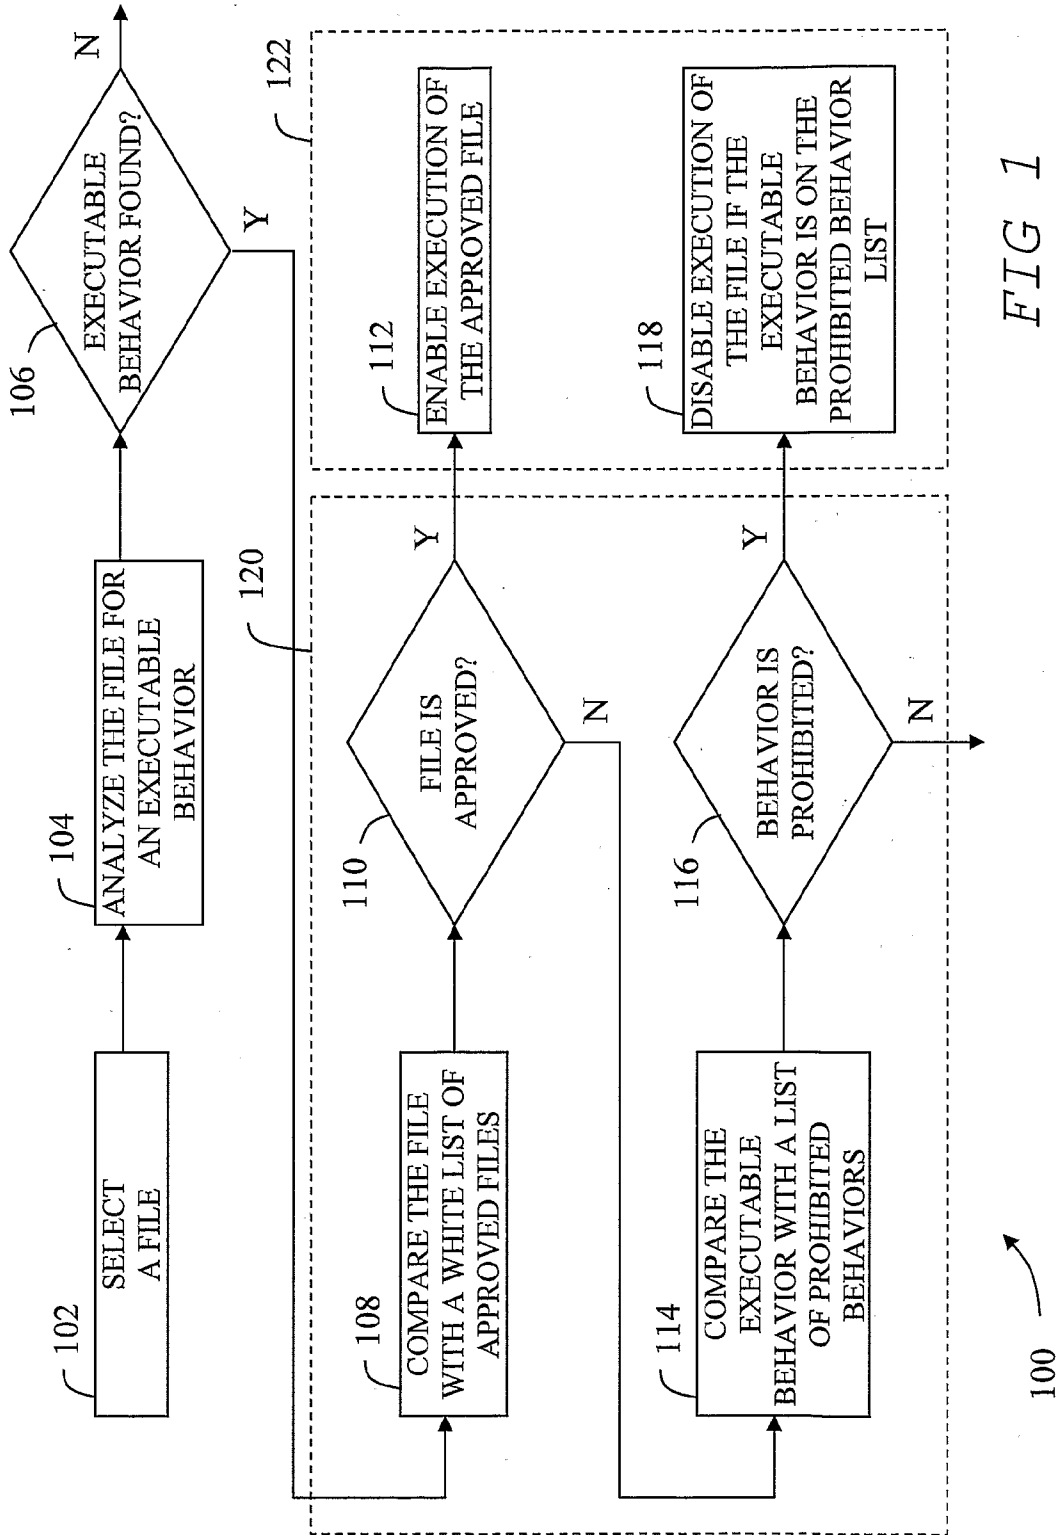 102
SELECT
A FILE
104
ANALYZE THE FILE FOR
AN EXECUTABLE
BEHAVIOR
106
EXECUTABLE
BEHAVIOR FOUND?
N
Y
120
122
108
COMPARE THE FILE
WITH A WHITE LIST OF
APPROVED FILES
110
FILE IS
APPROVED?
Y
N
112
ENABLE EXECUTION OF
THE APPROVED FILE
114
COMPARE THE
EXECUTABLE
BEHAVIOR WITH A LIST
OF PROHIBITED
BEHAVIORS
116
BEHAVIOR IS
PROHIBITED?
Y
N
118
DISABLE EXECUTION OF
THE FILE IF THE
EXECUTABLE
BEHAVIOR IS ON THE
PROHIBITED BEHAVIOR
LIST
100
FIG 1